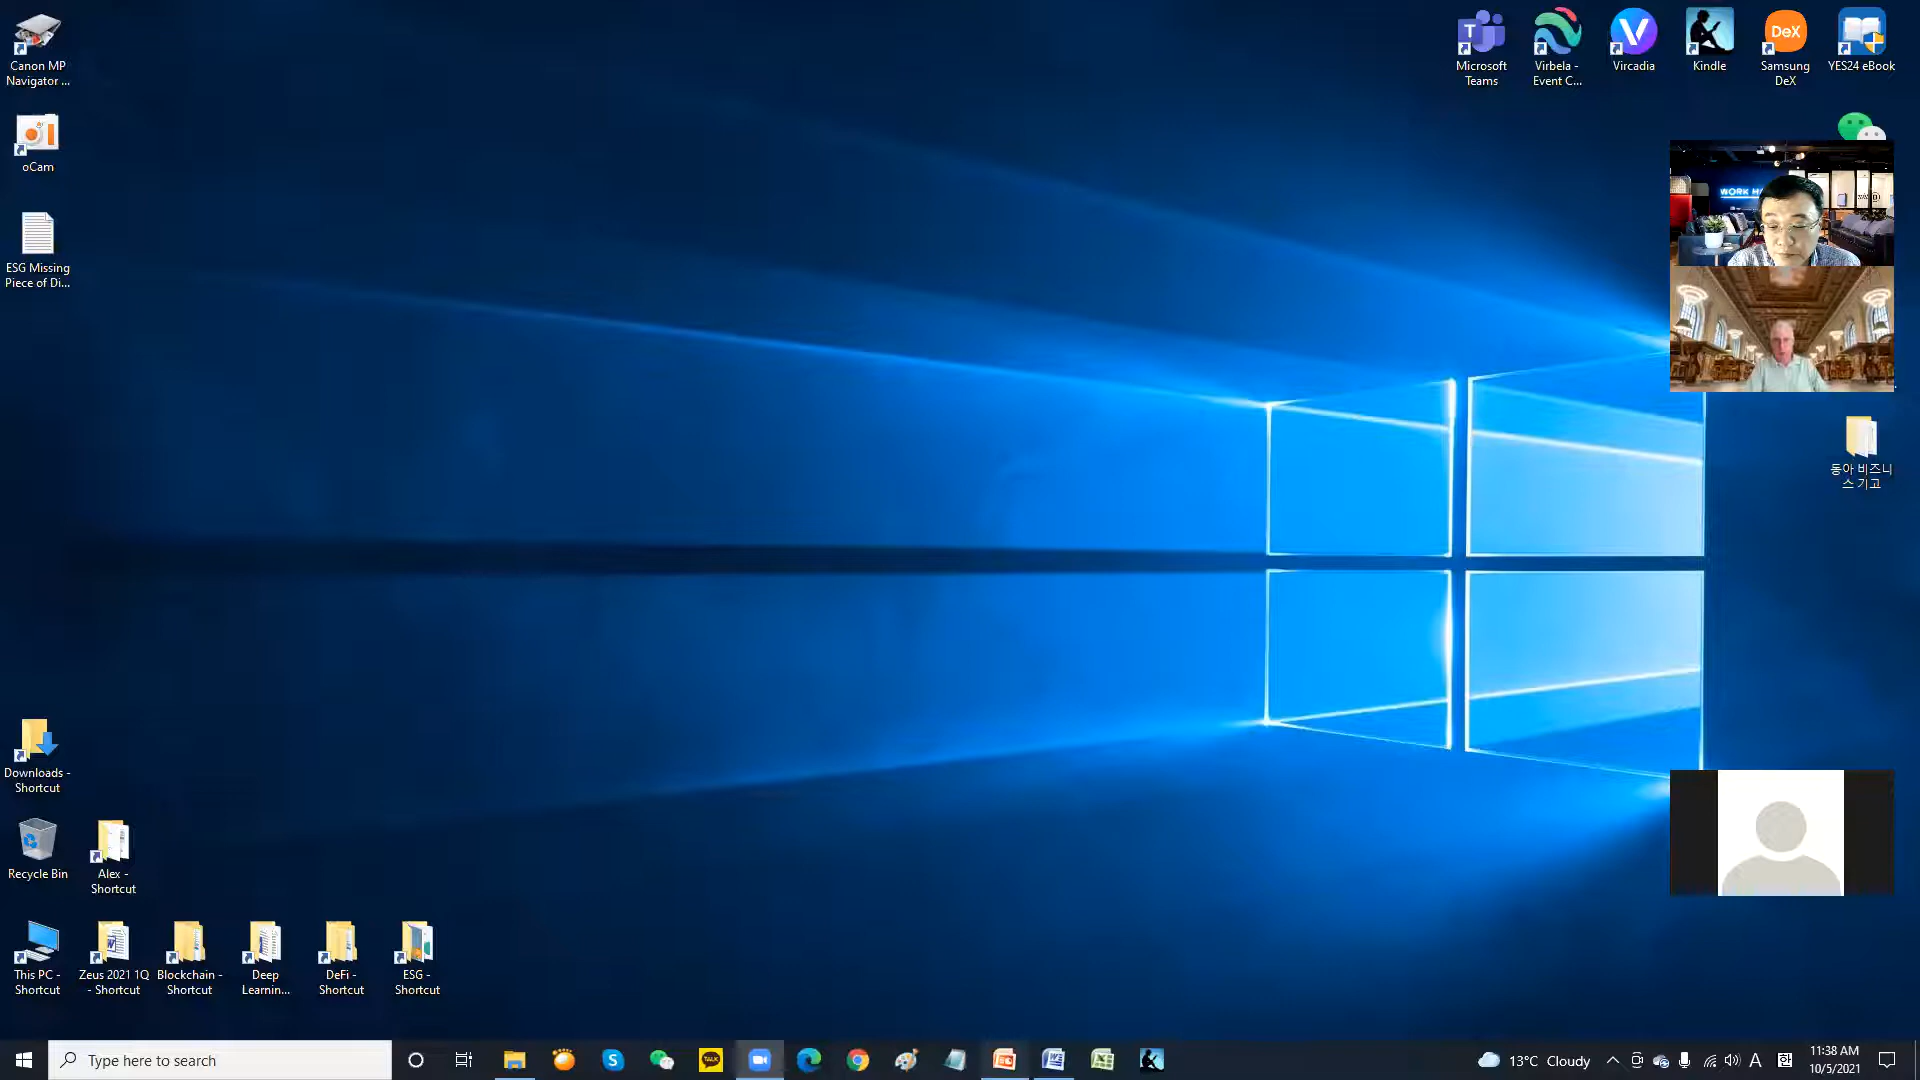 Canon MP
Navigator ...
oCam
ESG Missing
Piece of Di...
Microsoft
Teams
Virbela -
Event C...
Vircadia
Kindle
DeX
Samsung
DeX
YES24 eBook
동아 비즈니
스 기고
Downloads -
Shortcut
Recycle Bin
Alex -
Shortcut
This PC -
Shortcut
Zeus 2021 1Q
- Shortcut
Blockchain -
Shortcut
Deep
Learnin...
DeFi -
Shortcut
ESG -
Shortcut
Type here to search
TALK
13°C Cloudy
A
11:38 AM
10/5/2021